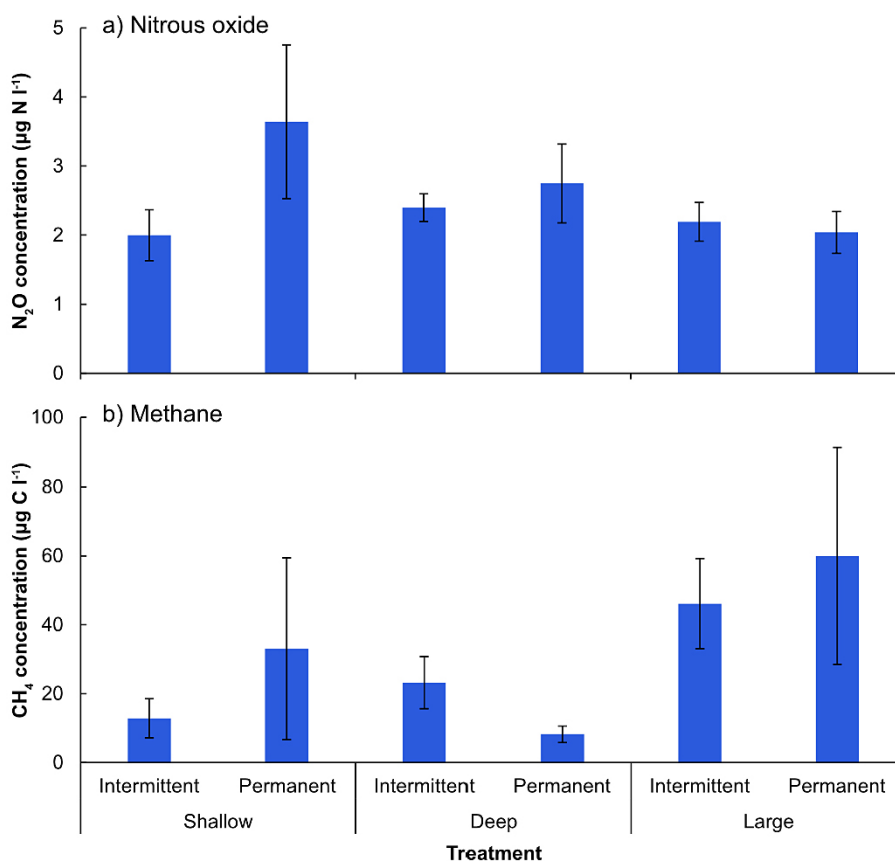 a) Nitrous oxide
N₂O concentration (µg N l⁻¹)
5
4
3
2
1
0
b) Methane
CH₄ concentration (µg C l⁻¹)
100
80
60
40
20
0
Intermittent Permanent Intermittent Permanent Intermittent Permanent
Shallow Deep Large
Treatment